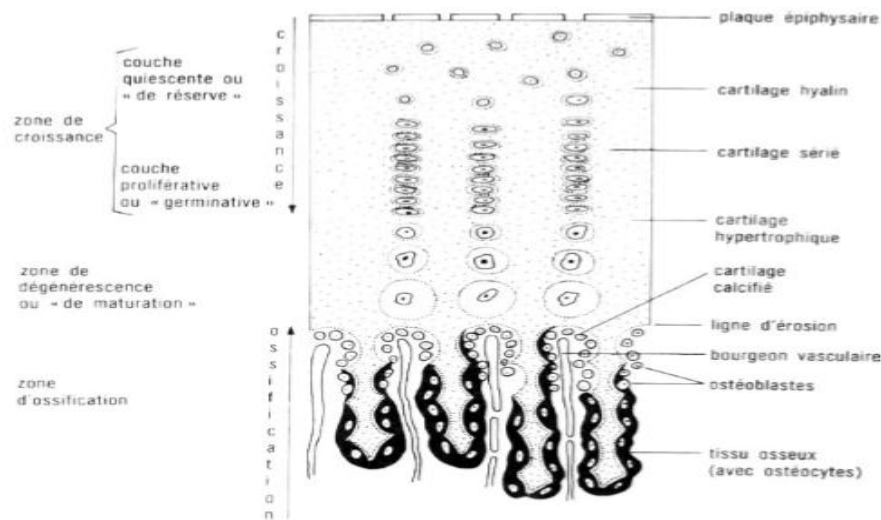 plaque épiphysaire
croissance
couche
quiescente ou
« de réserve »
cartilage hyalin
zone de
croissance
cartilage sérié
couche
proliférative
ou « germinative »
cartilage
hypertrophique
zone de
dégénérescence
ou « de maturation »
cartilage
calcifié
ligne d'érosion
ossification
bourgeon vasculaire
zone
d'ossification
ostéoblastes
tissu osseux
(avec ostéocytes)